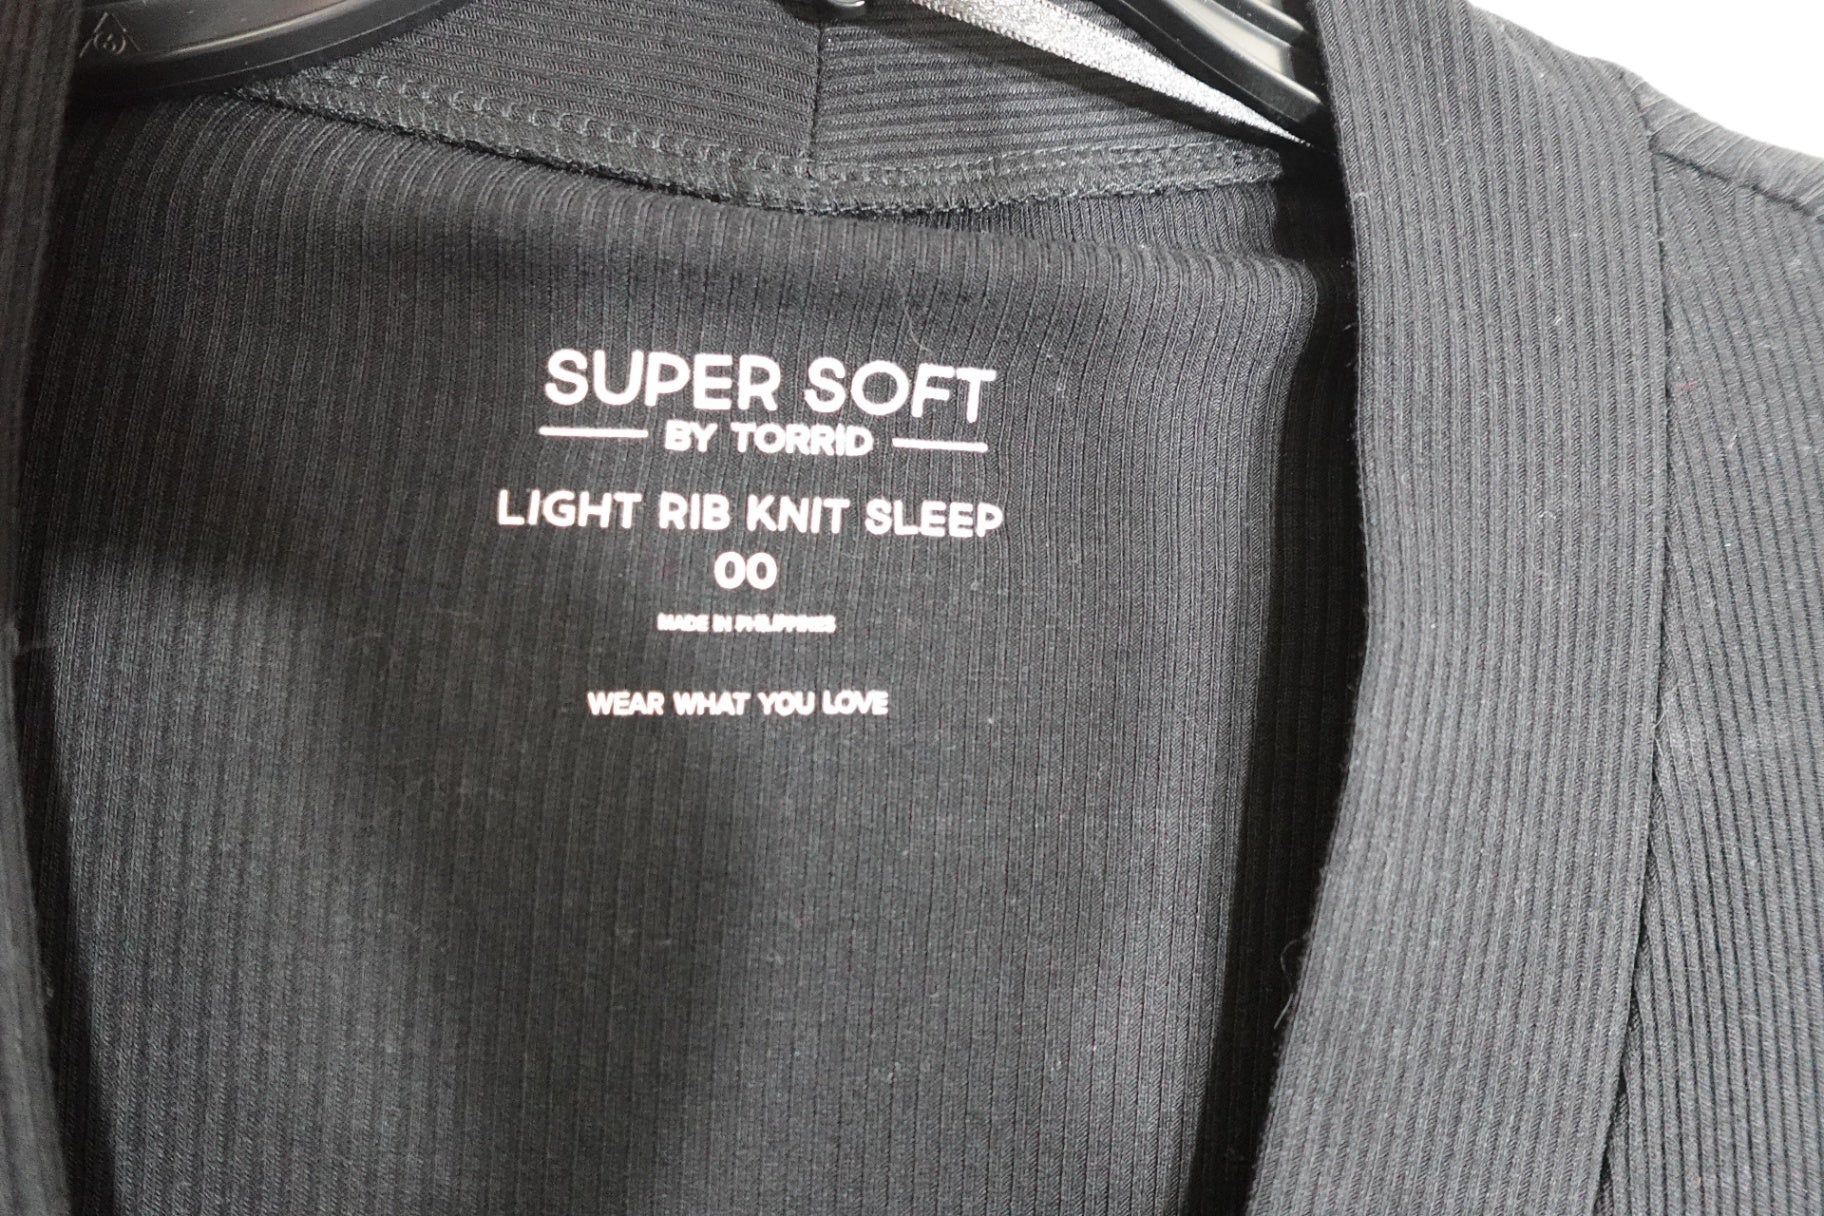 SUPER SOFT
BY TORRID
LIGHT RIB KNIT SLEEP
00
MADE IN PHILIPPINES
WEAR WHAT YOU LOVE